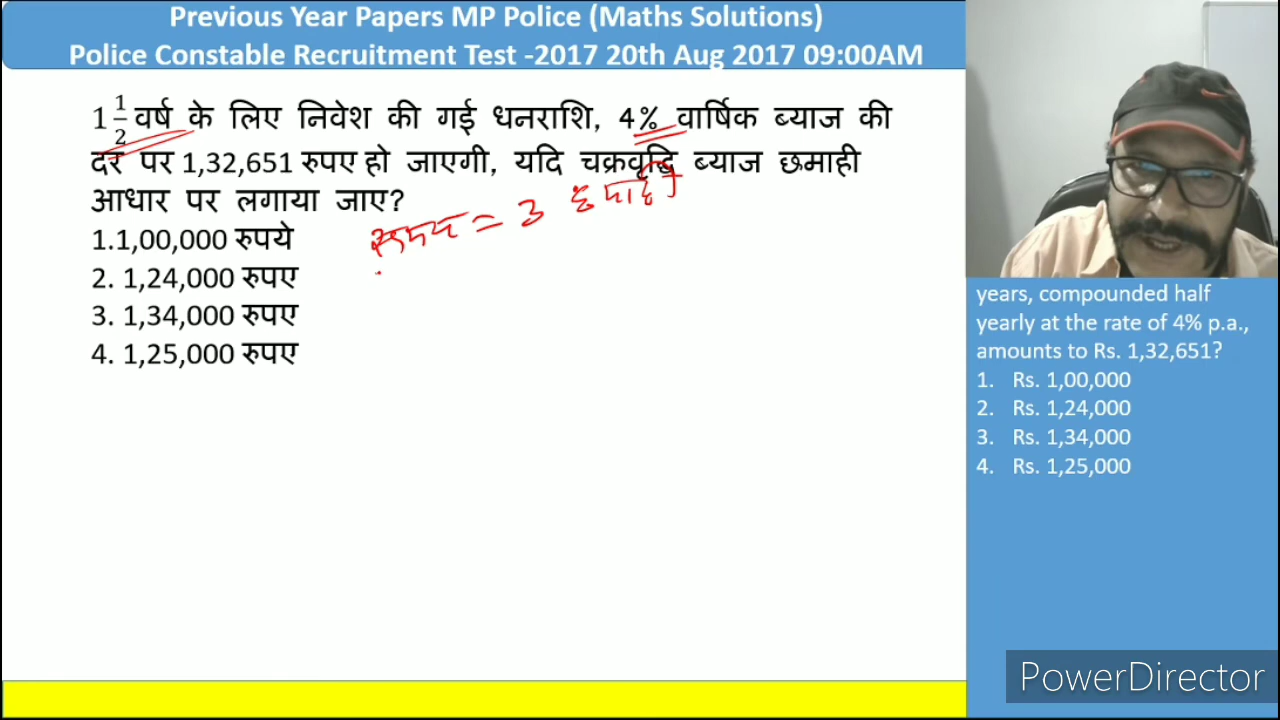 Previous Year Papers MP Police (Maths Solutions)
Police Constable Recruitment Test -2017 20th Aug 2017 09:00AM
1 1/2 वर्ष के लिए निवेश की गई धनराशि, 4% वार्षिक ब्याज की
दर पर 1,32,651 रुपए हो जाएगी, यदि चक्रवृद्धि ब्याज छमाही
आधार पर लगाया जाए?
समय = 3 छमाही
1.1,00,000 रुपये
2. 1,24,000 रुपए
3. 1,34,000 रुपए
4. 1,25,000 रुपए
years, compounded half
yearly at the rate of 4% p.a.,
amounts to Rs. 1,32,651?
1. Rs. 1,00,000
2. Rs. 1,24,000
3. Rs. 1,34,000
4. Rs. 1,25,000
PowerDirector